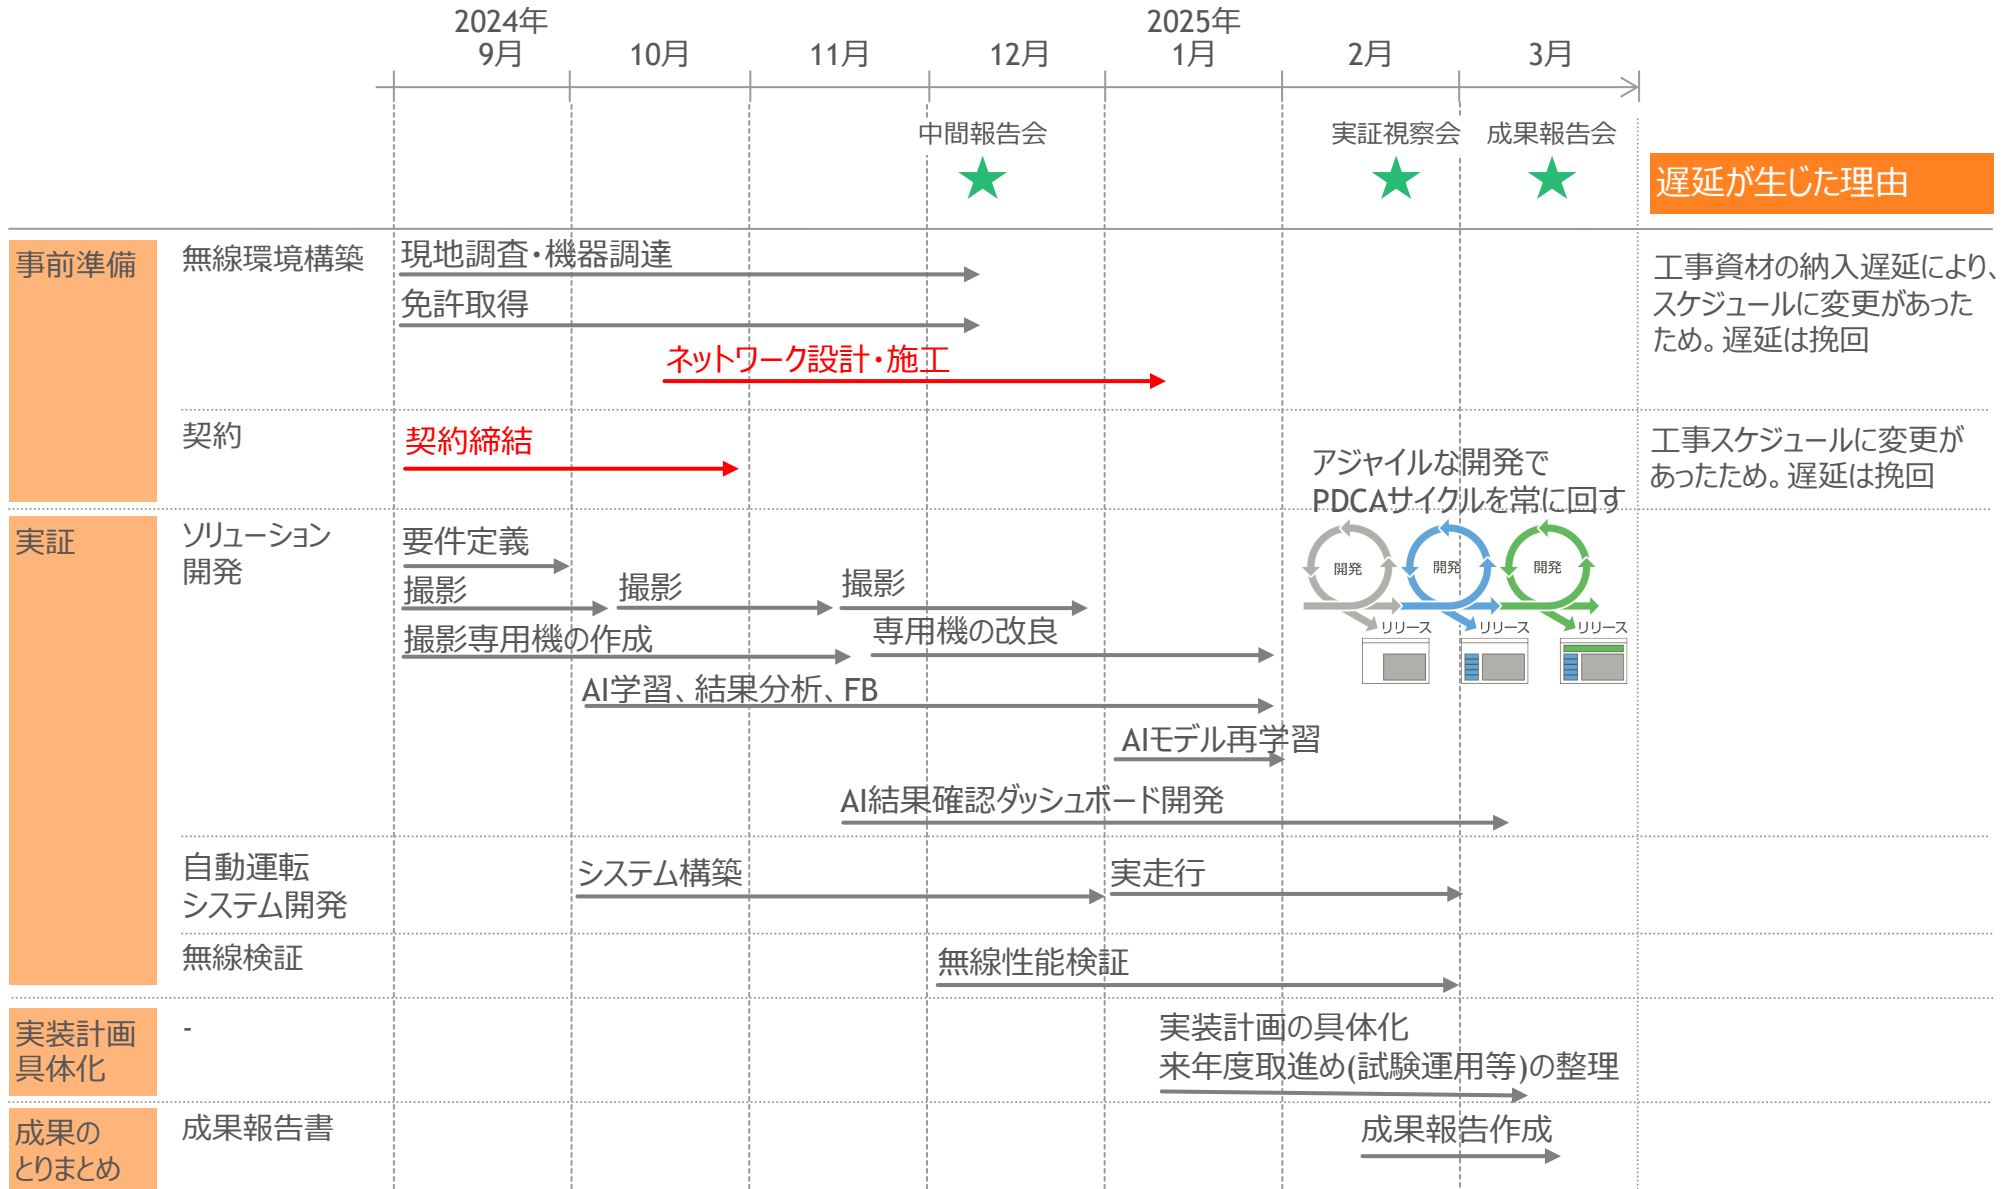 2024年
9月
10月
11月
12月
2025年
1月
2月
3月
中間報告会
実証視察会
成果報告会
遅延が生じた理由
事前準備
無線環境構築
現地調査・機器調達
免許取得
ネットワーク設計・施工
工事資材の納入遅延により、
スケジュールに変更があった
ため。遅延は挽回
契約
契約締結
工事スケジュールに変更が
あったため。遅延は挽回
アジャイルな開発で
PDCAサイクルを常に回す
実証
ソリューション
開発
要件定義
撮影
撮影
撮影
撮影専用機の作成
専用機の改良
AI学習、結果分析、FB
AIモデル再学習
AI結果確認ダッシュボード開発
開発
開発
開発
リリース
リリース
リリース
自動運転
システム開発
システム構築
実走行
無線検証
無線性能検証
実装計画
具体化
-
実装計画の具体化
来年度取進め(試験運用等)の整理
成果の
とりまとめ
成果報告書
成果報告作成